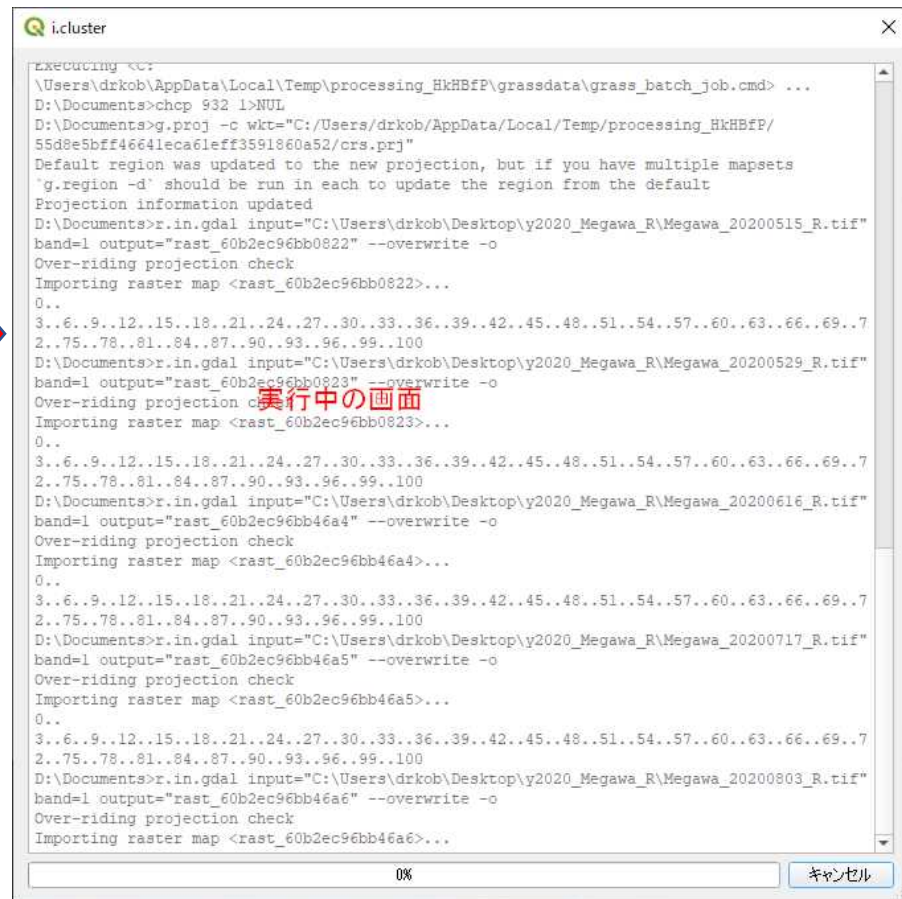 i.cluster
Executing <C:
\Users\drkob\AppData\Local\Temp\processing_HkHBfP\grassdata\grass_batch_job.cmd> ...
D:\Documents>chcp 932 1>NUL
D:\Documents>g.proj -c wkt="C:/Users/drkob/AppData/Local/Temp/processing_HkHBfP/
55d8e5bff46641eca61eff3591860a52/crs.prj"
Default region was updated to the new projection, but if you have multiple mapsets
`g.region -d` should be run in each to update the region from the default
Projection information updated
D:\Documents>r.in.gdal input="C:\Users\drkob\Desktop\y2020_Megawa_R\Megawa_20200515_R.tif"
band=1 output="rast_60b2ec96bb0822" --overwrite -o
Over-riding projection check
Importing raster map <rast_60b2ec96bb0822>...
0..
3..6..9..12..15..18..21..24..27..30..33..36..39..42..45..48..51..54..57..60..63..66..69..7
2..75..78..81..84..87..90..93..96..99..100
D:\Documents>r.in.gdal input="C:\Users\drkob\Desktop\y2020_Megawa_R\Megawa_20200529_R.tif"
band=1 output="rast_60b2ec96bb0823" --overwrite -o
Over-riding projection check
実行中の画面
Importing raster map <rast_60b2ec96bb0823>...
0..
3..6..9..12..15..18..21..24..27..30..33..36..39..42..45..48..51..54..57..60..63..66..69..7
2..75..78..81..84..87..90..93..96..99..100
D:\Documents>r.in.gdal input="C:\Users\drkob\Desktop\y2020_Megawa_R\Megawa_20200616_R.tif"
band=1 output="rast_60b2ec96bb46a4" --overwrite -o
Over-riding projection check
Importing raster map <rast_60b2ec96bb46a4>...
0..
3..6..9..12..15..18..21..24..27..30..33..36..39..42..45..48..51..54..57..60..63..66..69..7
2..75..78..81..84..87..90..93..96..99..100
D:\Documents>r.in.gdal input="C:\Users\drkob\Desktop\y2020_Megawa_R\Megawa_20200717_R.tif"
band=1 output="rast_60b2ec96bb46a5" --overwrite -o
Over-riding projection check
Importing raster map <rast_60b2ec96bb46a5>...
0..
3..6..9..12..15..18..21..24..27..30..33..36..39..42..45..48..51..54..57..60..63..66..69..7
2..75..78..81..84..87..90..93..96..99..100
D:\Documents>r.in.gdal input="C:\Users\drkob\Desktop\y2020_Megawa_R\Megawa_20200803_R.tif"
band=1 output="rast_60b2ec96bb46a6" --overwrite -o
Over-riding projection check
Importing raster map <rast_60b2ec96bb46a6>...
0%
キャンセル